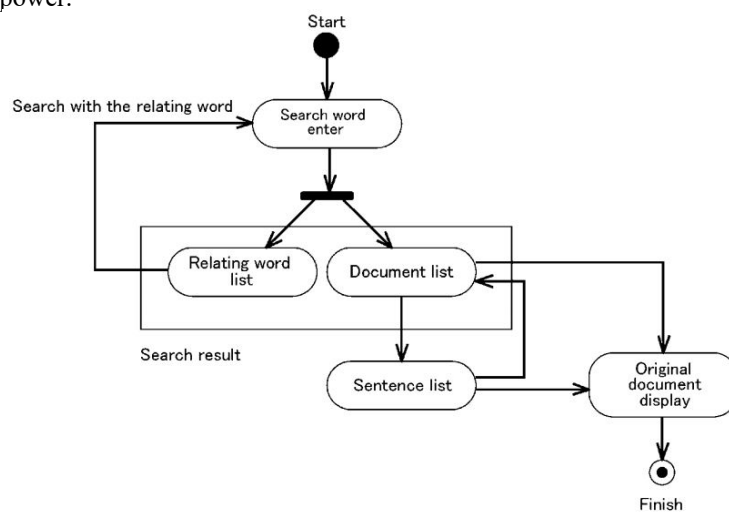 power.
Start
Search with the relating word
Search word
enter
Relating word
list
Document list
Search result
Sentence list
Original
document
display
Finish